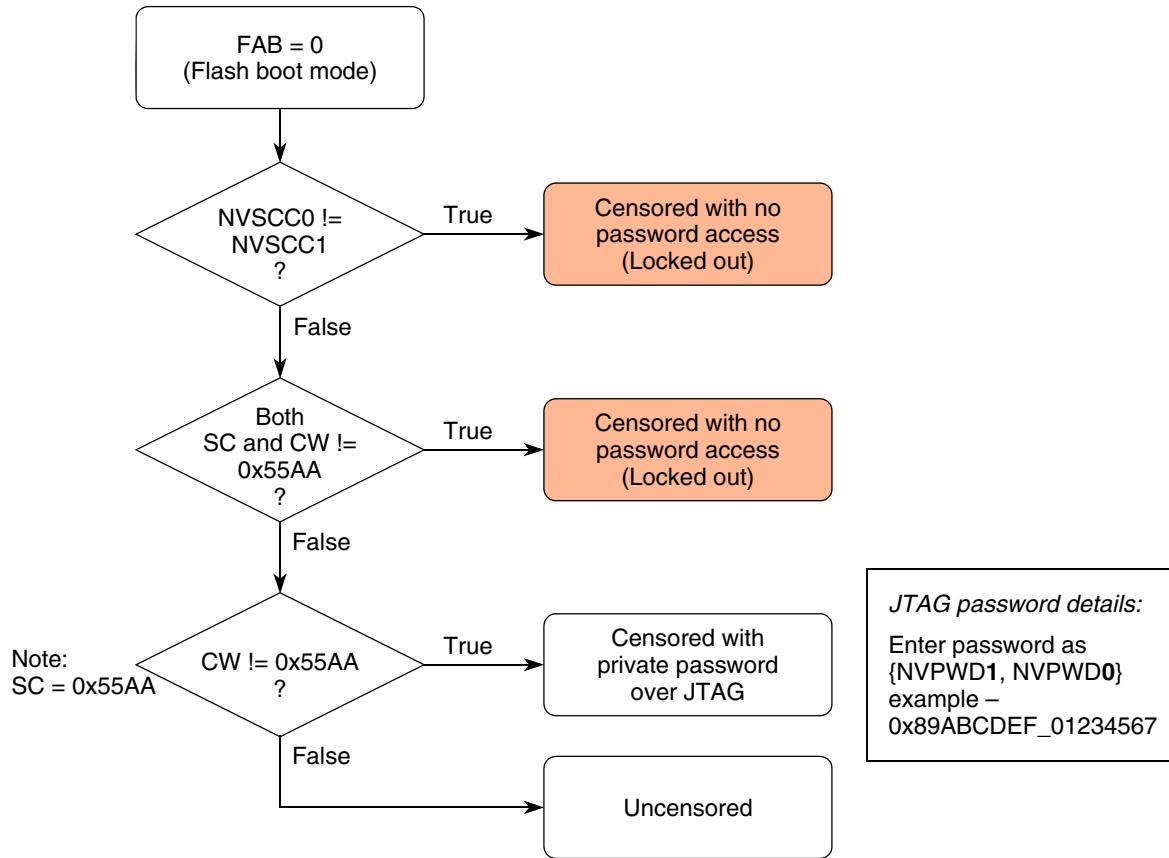 FAB = 0
(Flash boot mode)
NVSCC0 !=
NVSCC1
?
True
Censored with no
password access
(Locked out)
False
Both
SC and CW !=
0x55AA
?
True
Censored with no
password access
(Locked out)
False
Note:
SC = 0x55AA
CW != 0x55AA
?
True
Censored with
private password
over JTAG
False
Uncensored
JTAG password details:
Enter password as
{NVPWD1, NVPWD0}
example –
0x89ABCDEF_01234567